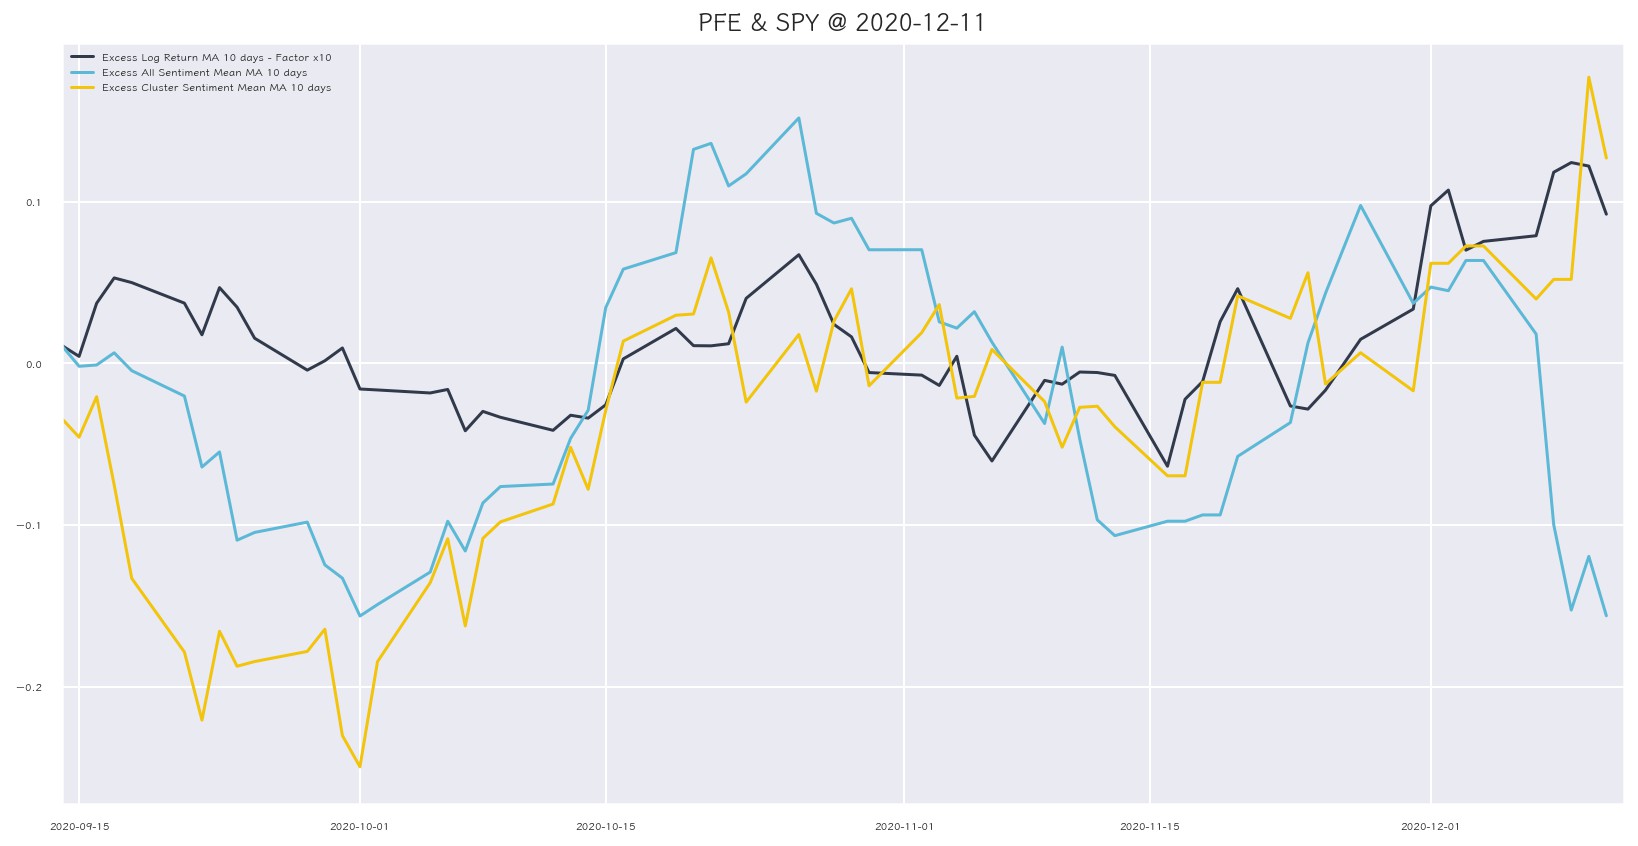 PFE & SPY @ 2020-12-11
Excess Log Return MA 10 days - Factor x10
Excess All Sentiment Mean MA 10 days
Excess Cluster Sentiment Mean MA 10 days
0.1
0.0
−0.1
−0.2
2020-09-15 2020-10-01 2020-10-15 2020-11-01 2020-11-15 2020-12-01